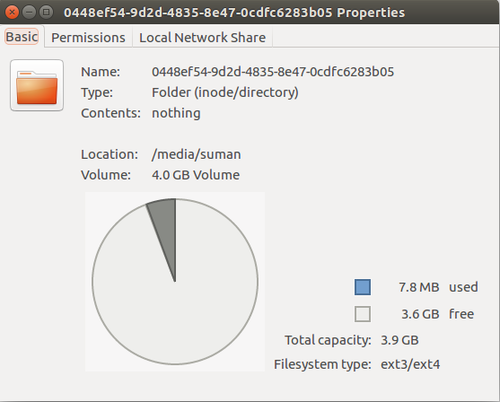 0448ef54-9d2d-4835-8e47-0cdfc6283b05 Properties
Basic Permissions Local Network Share
Name: 0448ef54-9d2d-4835-8e47-0cdfc6283b05
Type: Folder (inode/directory)
Contents: nothing
Location: /media/suman
Volume: 4.0 GB Volume
7.8 MB used
3.6 GB free
Total capacity: 3.9 GB
Filesystem type: ext3/ext4